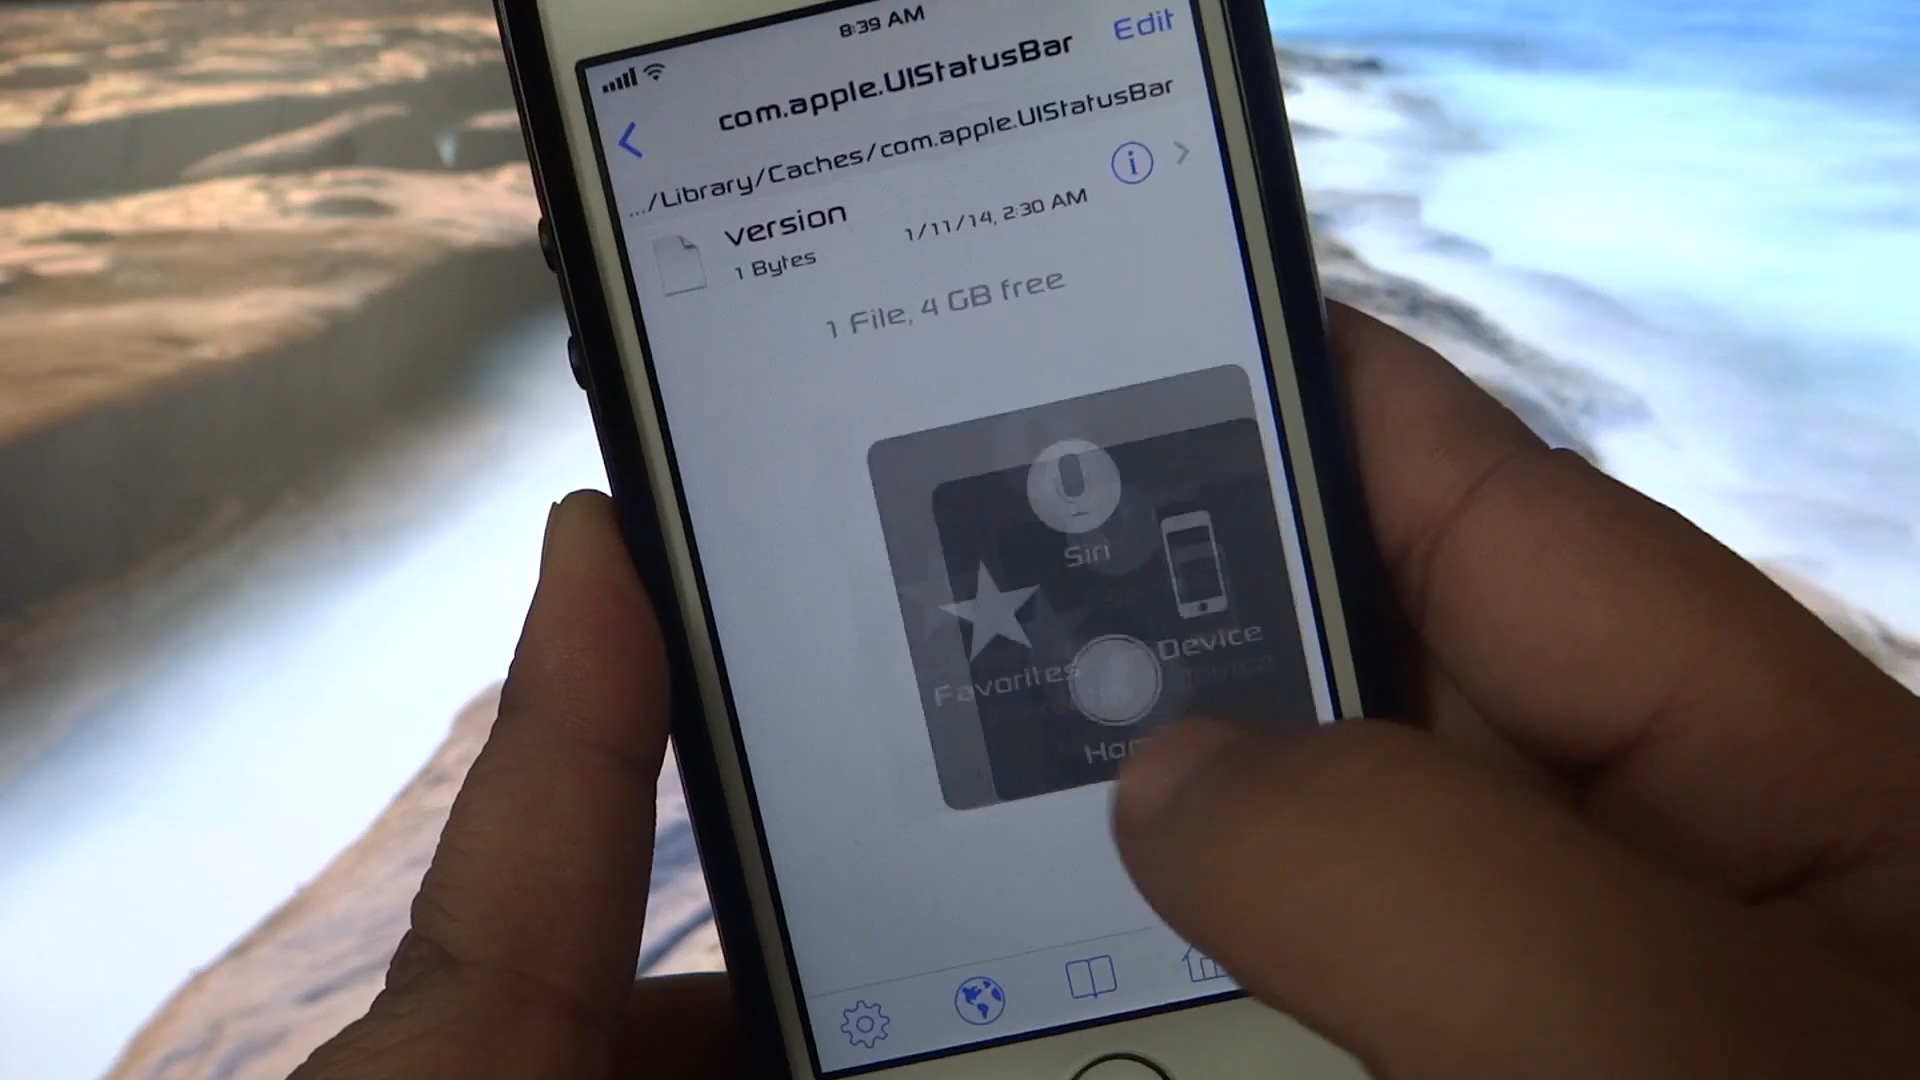 8:39 AM
com.apple.UIStatusBar
Edit
.../Library/Caches/com.apple.UIStatusBar
version
1 Bytes
1/11/14, 2:30 AM
1 File, 4 GB free
Siri
Device
Favorites